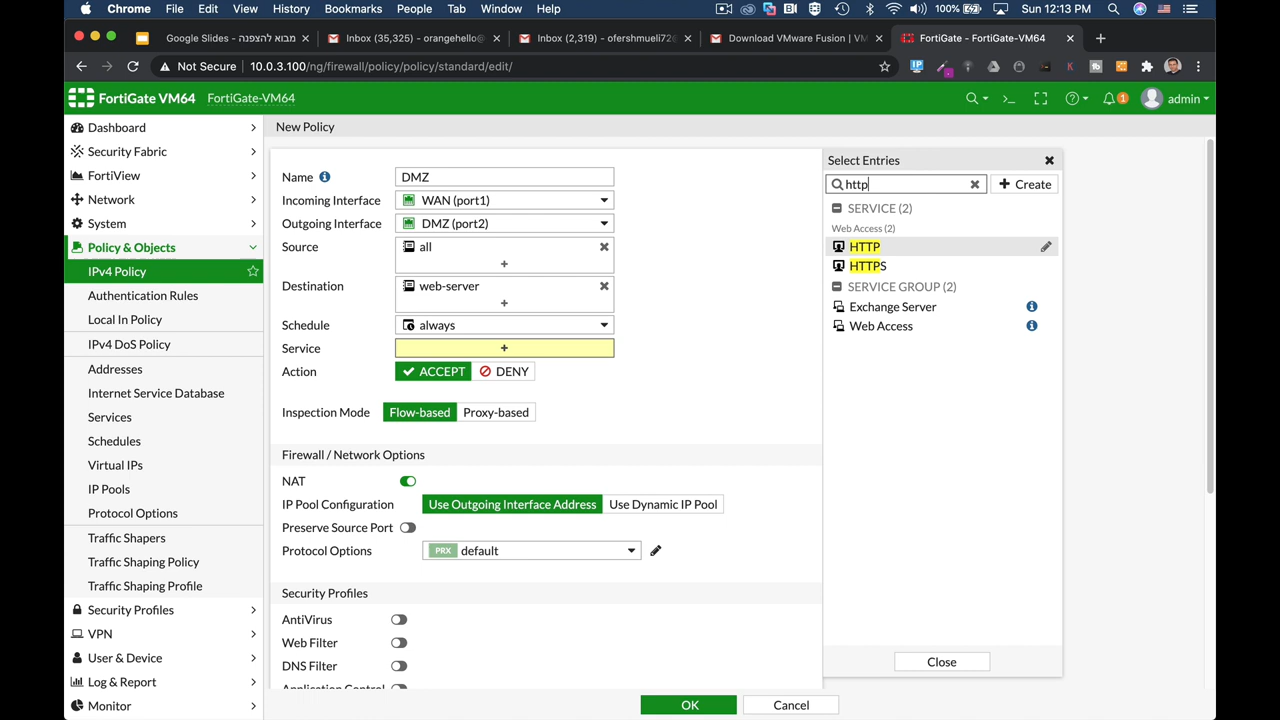 Chrome File Edit View History Bookmarks People Tab Window Help 100% Sun 12:13 PM
Google Slides - מבוא להצפנה
Inbox (35,325) - orangehello@
Inbox (2,319) - ofershmueli726
Download VMware Fusion | VM
FortiGate - FortiGate-VM64
Not Secure 10.0.3.100/ng/firewall/policy/policy/standard/edit/
FortiGate VM64 FortiGate-VM64 1 admin
Dashboard
Security Fabric
FortiView
Network
System
Policy & Objects
IPv4 Policy
Authentication Rules
Local In Policy
IPv4 DoS Policy
Addresses
Internet Service Database
Services
Schedules
Virtual IPs
IP Pools
Protocol Options
Traffic Shapers
Traffic Shaping Policy
Traffic Shaping Profile
Security Profiles
VPN
User & Device
Log & Report
Monitor
New Policy
Name DMZ
Incoming Interface WAN (port1)
Outgoing Interface DMZ (port2)
Source all
+
Destination web-server
+
Schedule always
Service +
Action ACCEPT DENY
Inspection Mode Flow-based Proxy-based
Firewall / Network Options
NAT
IP Pool Configuration Use Outgoing Interface Address Use Dynamic IP Pool
Preserve Source Port
Protocol Options PRX default
Security Profiles
AntiVirus
Web Filter
DNS Filter
Application Control
OK Cancel
Select Entries
http + Create
SERVICE (2)
Web Access (2)
HTTP
HTTPS
SERVICE GROUP (2)
Exchange Server
Web Access
Close